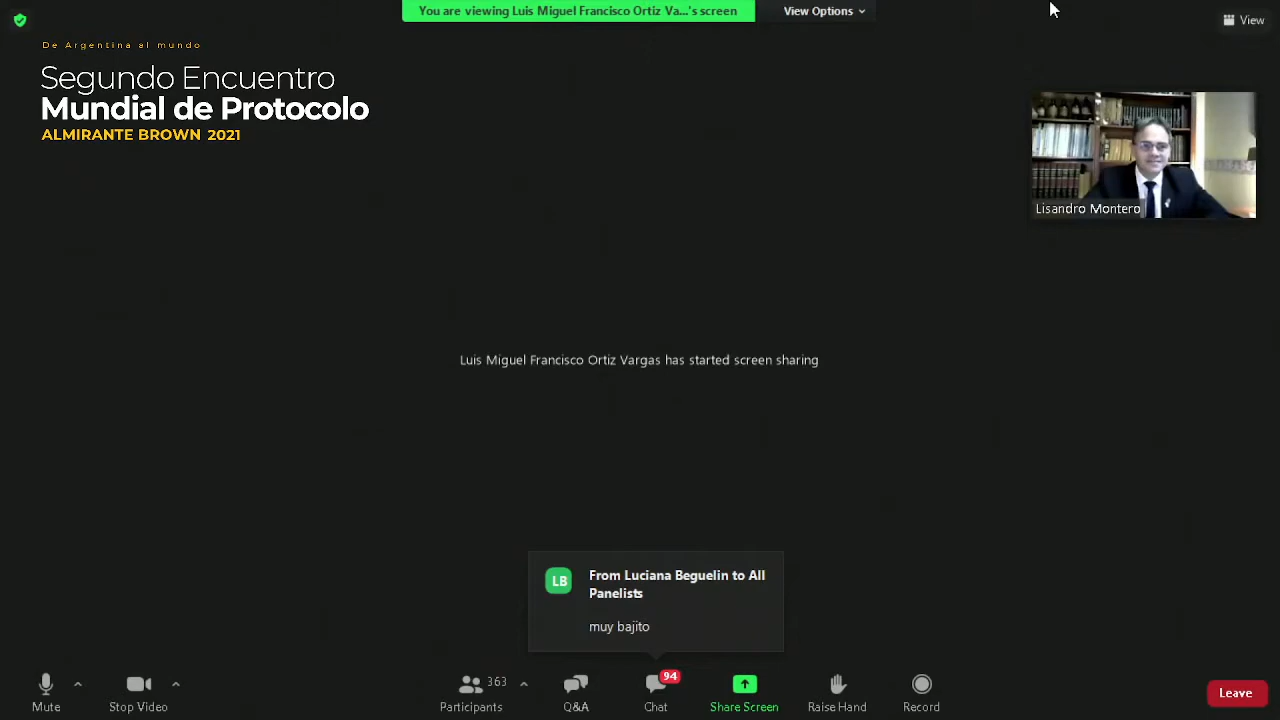 You are viewing Luis Miguel Francisco Ortiz Va...'s screen
View Options
View
De Argentina al mundo
Segundo Encuentro
Mundial de Protocolo
ALMIRANTE BROWN 2021
Lisandro Montero
Luis Miguel Francisco Ortiz Vargas has started screen sharing
LB
From Luciana Beguelin to All
Panelists
muy bajito
Mute
Stop Video
363
Participants
Q&A
94
Chat
Share Screen
Raise Hand
Record
Leave